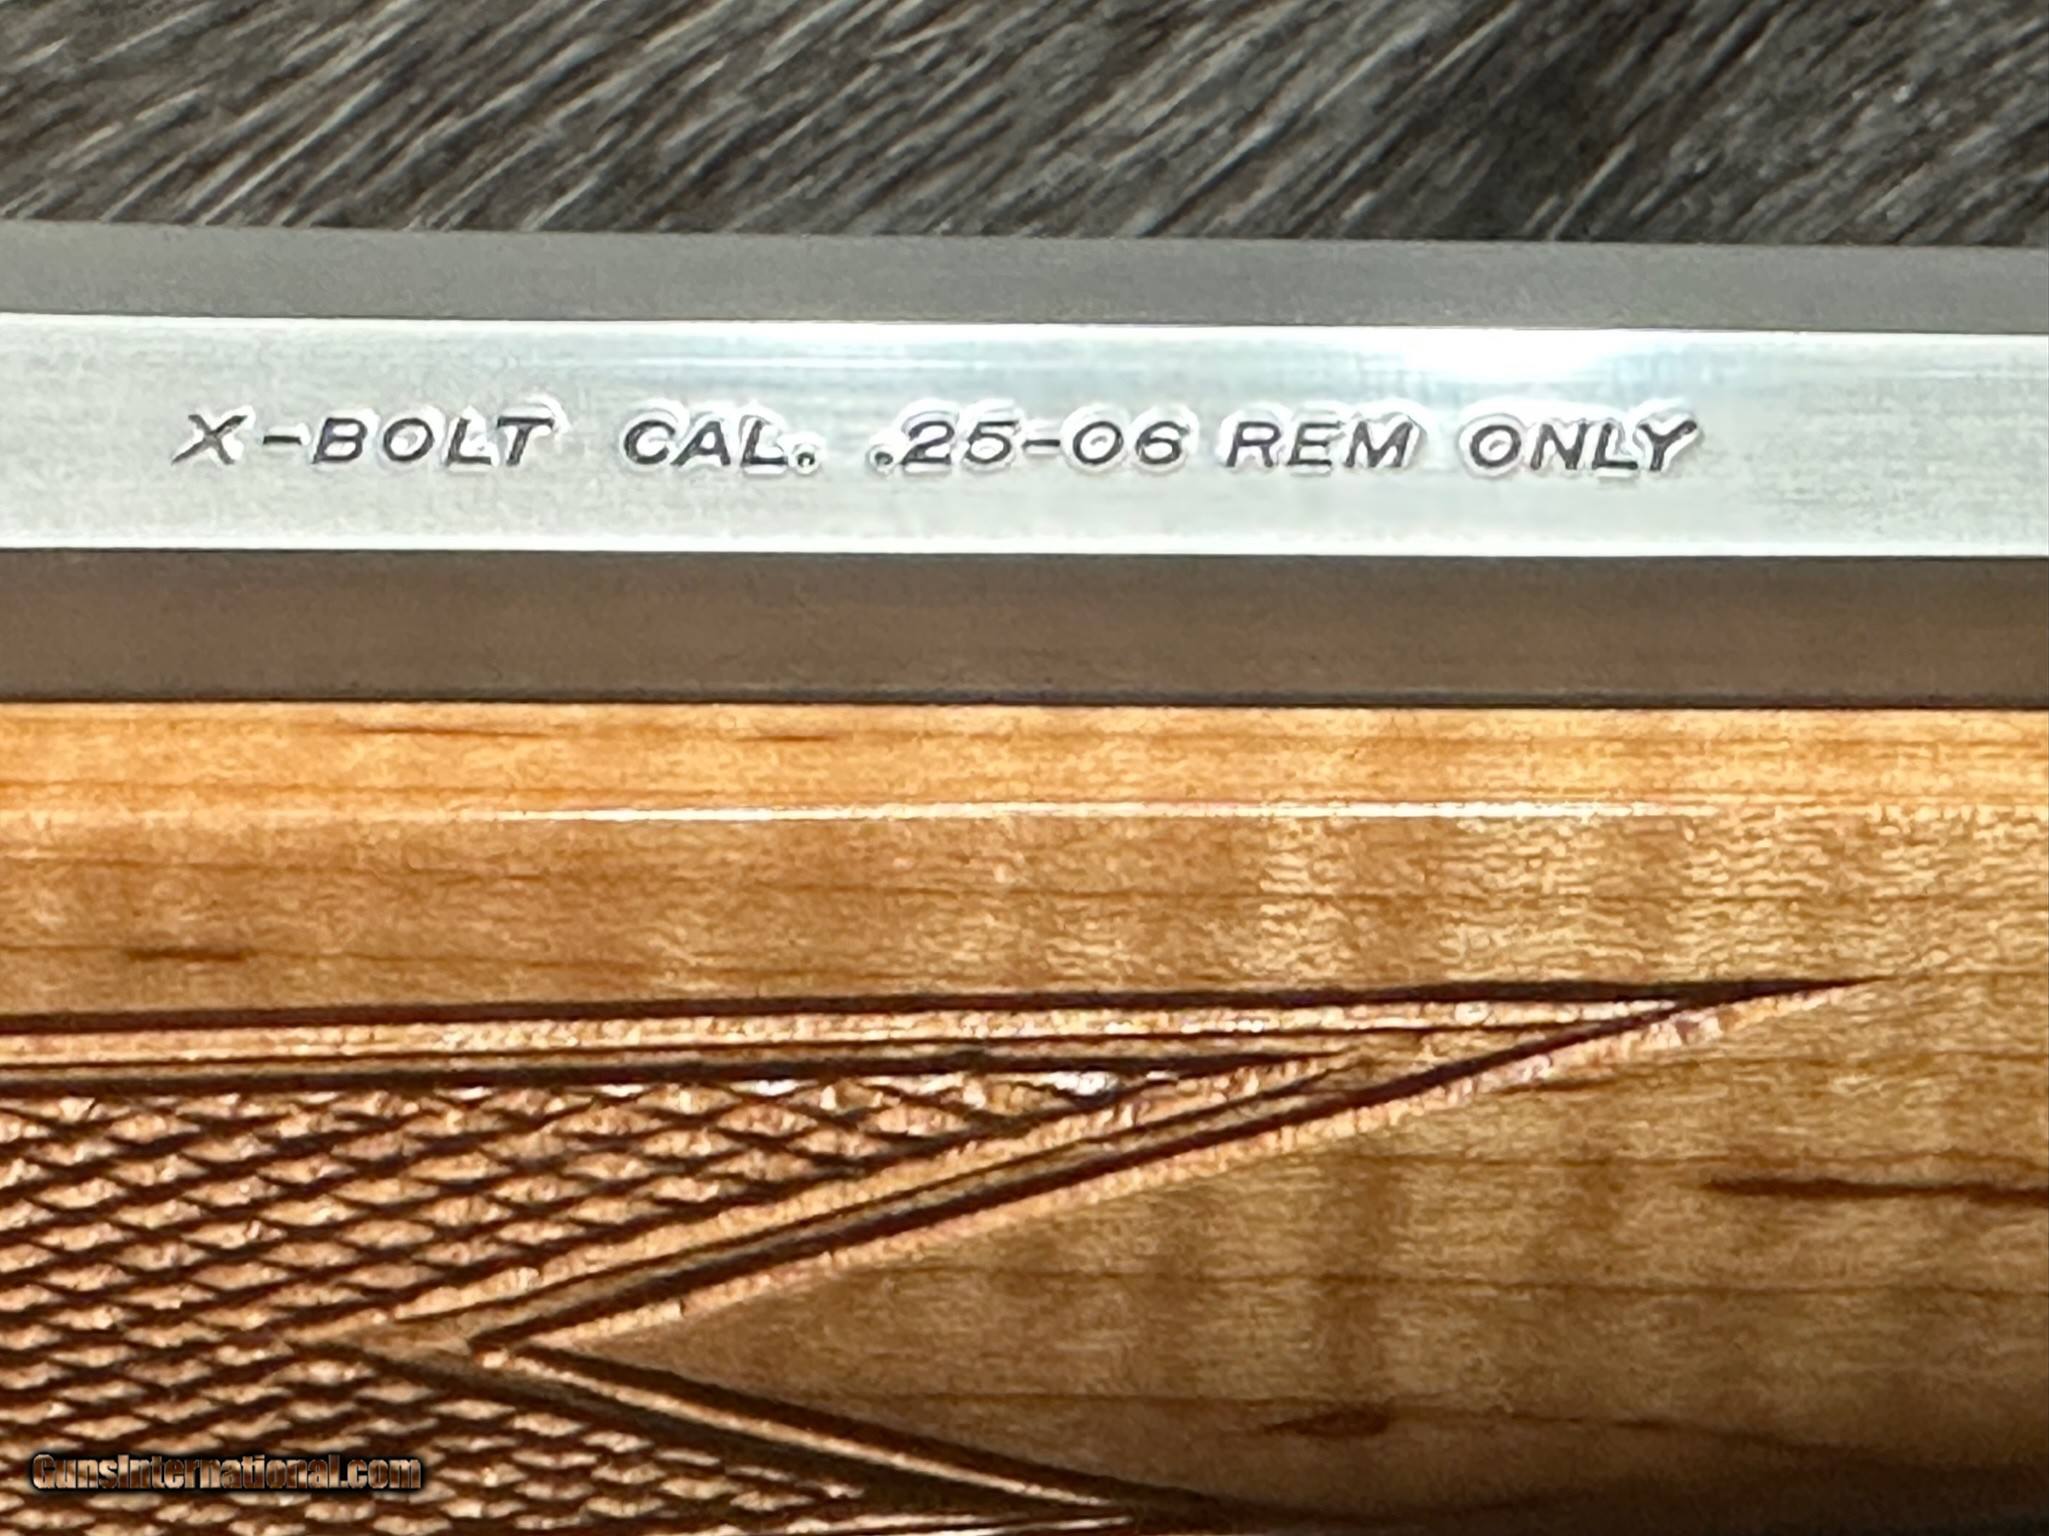 X-BOLT CAL. .25-06 REM ONLY
GunsInternational.com